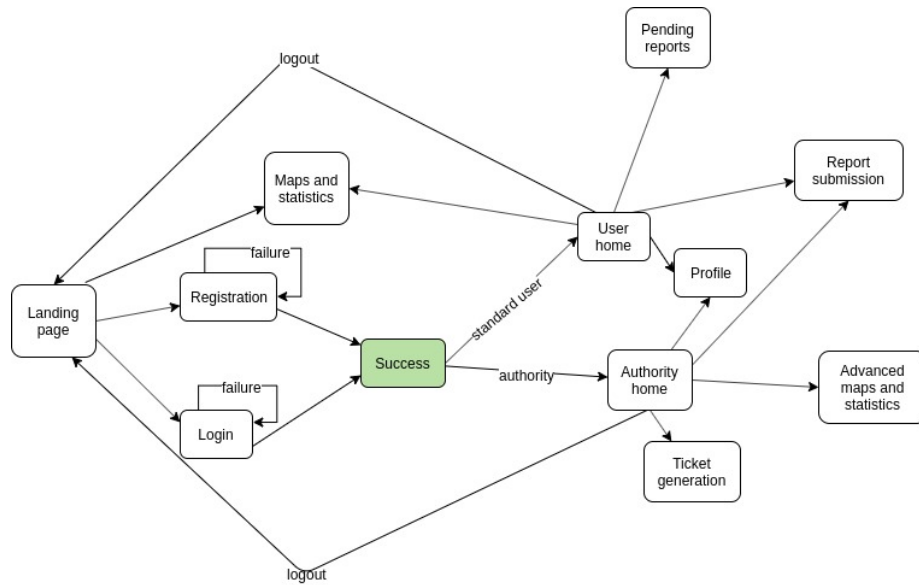 Pending
reports
logout
Maps and
statistics
Report
submission
User
home
failure
Registration
Profile
standard user
Landing
page
Success
authority
Authority
home
Advanced
maps and
statistics
failure
Login
Ticket
generation
logout